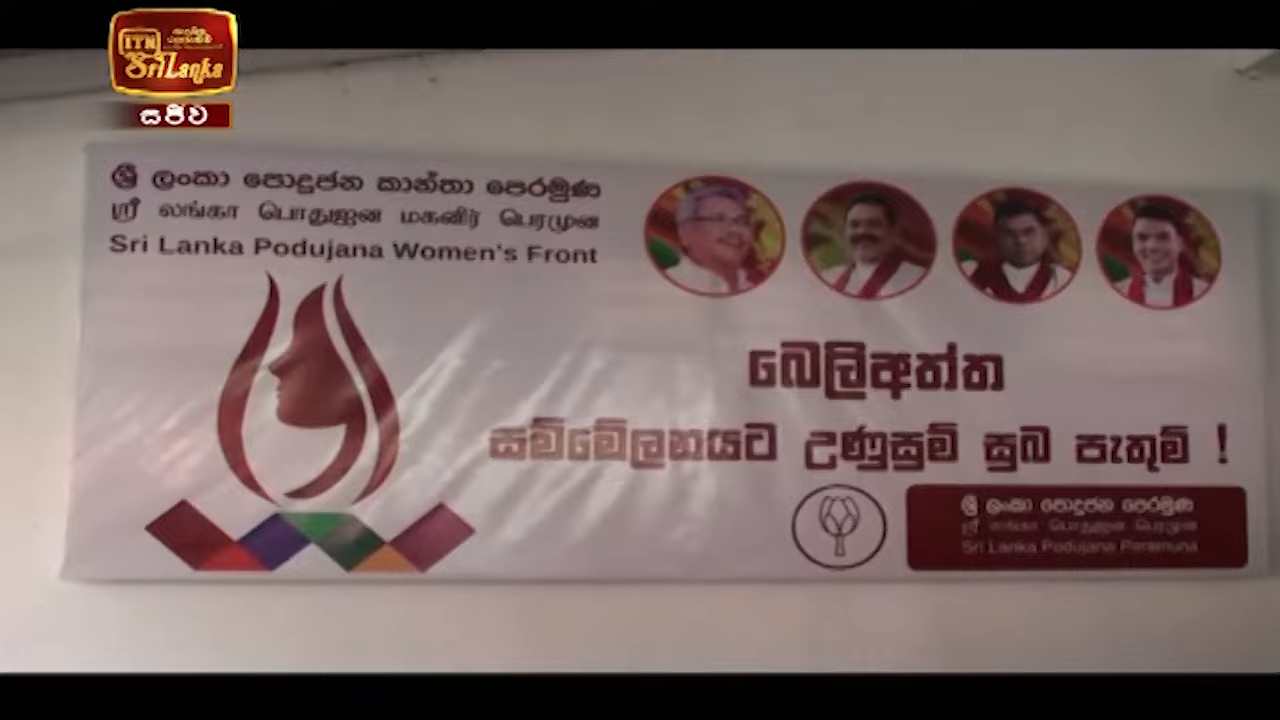 ITN
Sri Lanka
සජීව
ශ්‍රී ලංකා පොදුජන කාන්තා පෙරමුණ
ஸ்ரீ லங்கா பொதுஜன மகளிர் பெரமுன
Sri Lanka Podujana Women's Front
බෙලිඅත්ත
සම්මේලනයට උණුසුම් සුබ පැතුම් !
ශ්‍රී ලංකා පොදුජන පෙරමුණ
ஸ்ரீ லங்கா பொதுஜன பெரமுன
Sri Lanka Podujana Peramuna